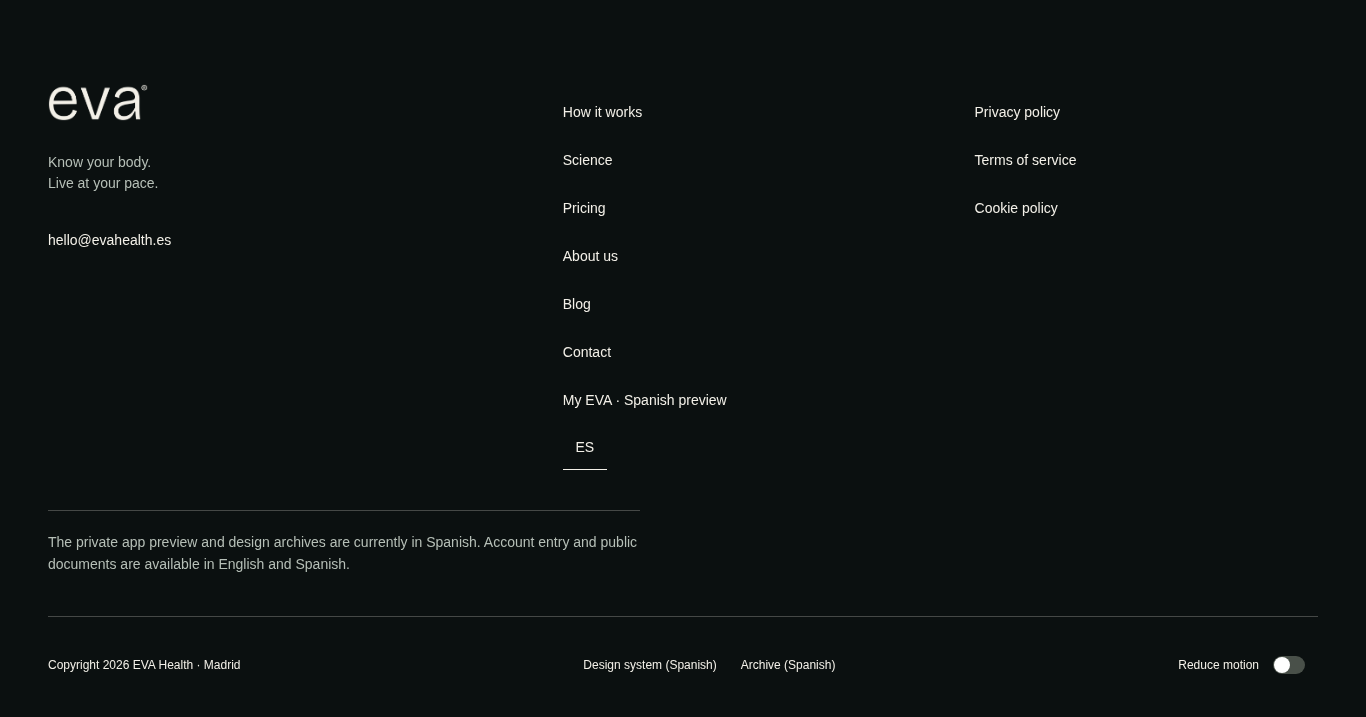 eva®
Know your body.
Live at your pace.
hello@evahealth.es
How it works
Science
Pricing
About us
Blog
Contact
My EVA · Spanish preview
ES
Privacy policy
Terms of service
Cookie policy
The private app preview and design archives are currently in Spanish. Account entry and public
documents are available in English and Spanish.
Copyright 2026 EVA Health · Madrid
Design system (Spanish)
Archive (Spanish)
Reduce motion